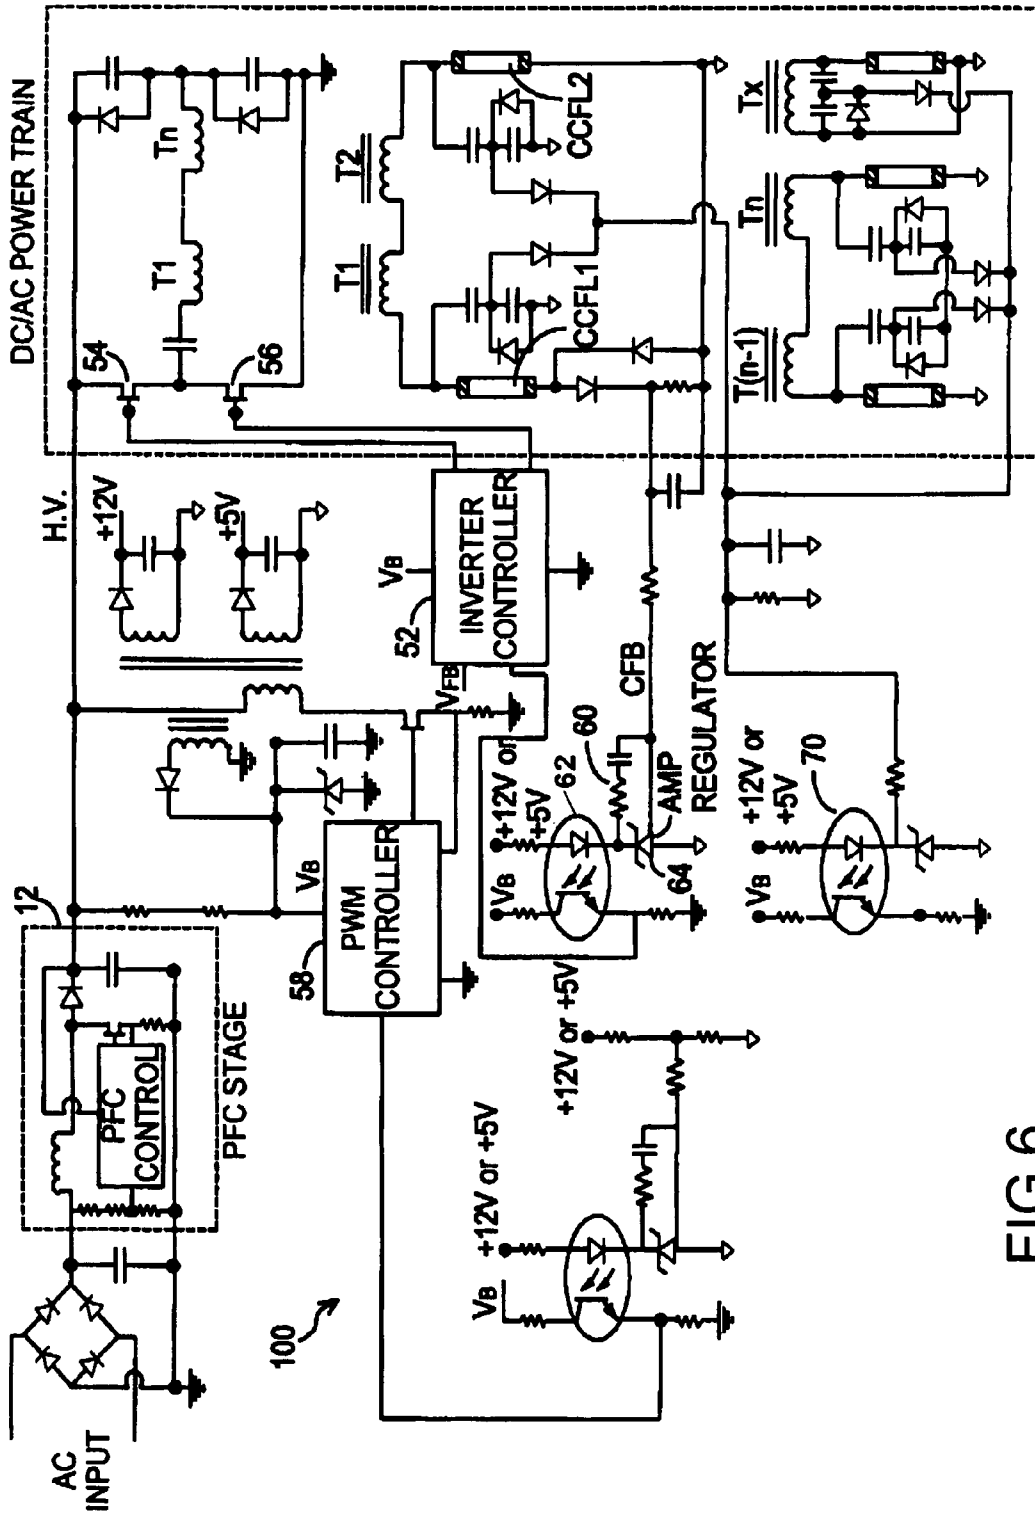 DC/AC POWER TRAIN
H.V.
54
56
T1
Tn
12
+12V
+5V
PFC
CONTROL
PFC STAGE
AC
INPUT
T1
T2
CCFL1
CCFL2
58
PWM
CONTROLLER
VB
VB
52
INVERTER
CONTROLLER
VFB
100
VB
+12V or +5V
+12V or +5V
VB
+12V or
+5V
62
60
64
AMP
REGULATOR
CFB
T(n-1)
Tn
Tx
VB
+12V or
+5V
70
FIG 6